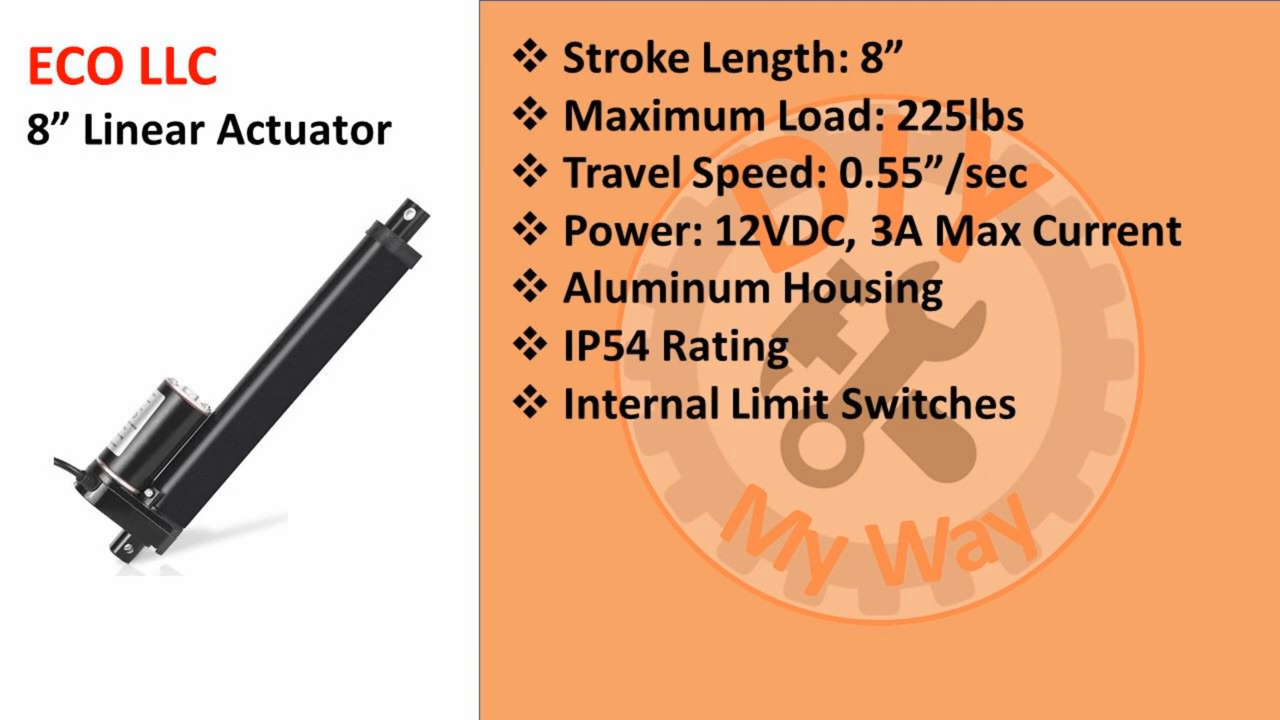 ECO LLC
8” Linear Actuator
❖ Stroke Length: 8”
❖ Maximum Load: 225lbs
❖ Travel Speed: 0.55”/sec
❖ Power: 12VDC, 3A Max Current
❖ Aluminum Housing
❖ IP54 Rating
❖ Internal Limit Switches
DIY
My Way